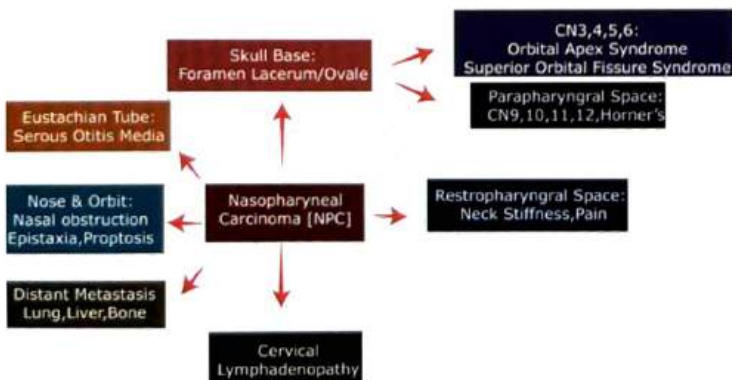 Skull Base:
Foramen Lacerum/Ovale
CN3,4,5,6:
Orbital Apex Syndrome
Superior Orbital Fissure Syndrome
Parapharyngral Space:
CN9,10,11,12,Horner's
Eustachian Tube:
Serous Otitis Media
Nose & Orbit:
Nasal obstruction
Epistaxia,Proptosis
Nasopharyneal
Carcinoma [NPC]
Restropharyngral Space:
Neck Stiffness,Pain
Distant Metastasis
Lung,Liver,Bone
Cervical
Lymphadenopathy